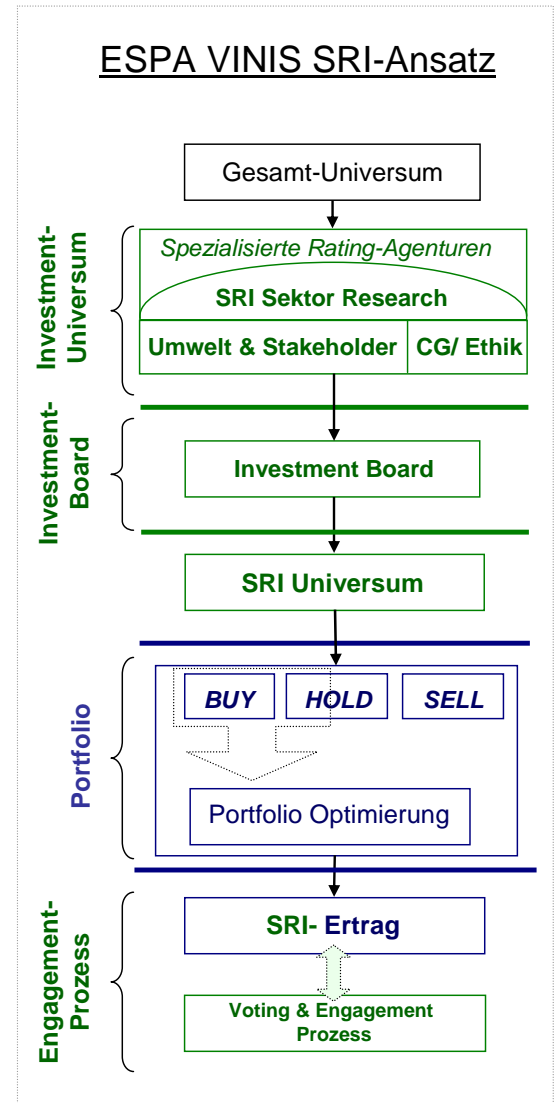 ESPA VINIS SRI-Ansatz
Gesamt-Universum
Investment-
Universum
Spezialisierte Rating-Agenturen
SRI Sektor Research
Umwelt & Stakeholder
CG/ Ethik
Investment-
Board
Investment Board
SRI Universum
Portfolio
BUY
HOLD
SELL
Portfolio Optimierung
Engagement-
Prozess
SRI- Ertrag
Voting & Engagement
Prozess